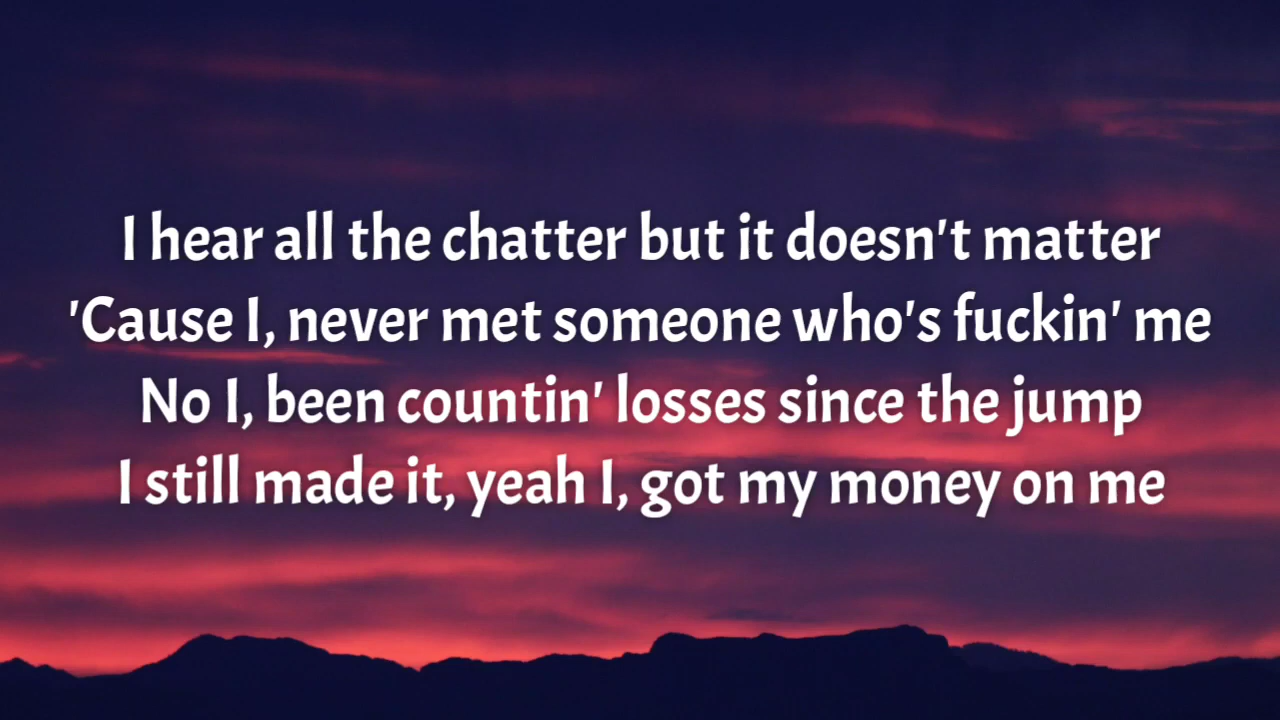 I hear all the chatter but it doesn't matter
'Cause I, never met someone who's fuckin' me
No I, been countin' losses since the jump
I still made it, yeah I, got my money on me